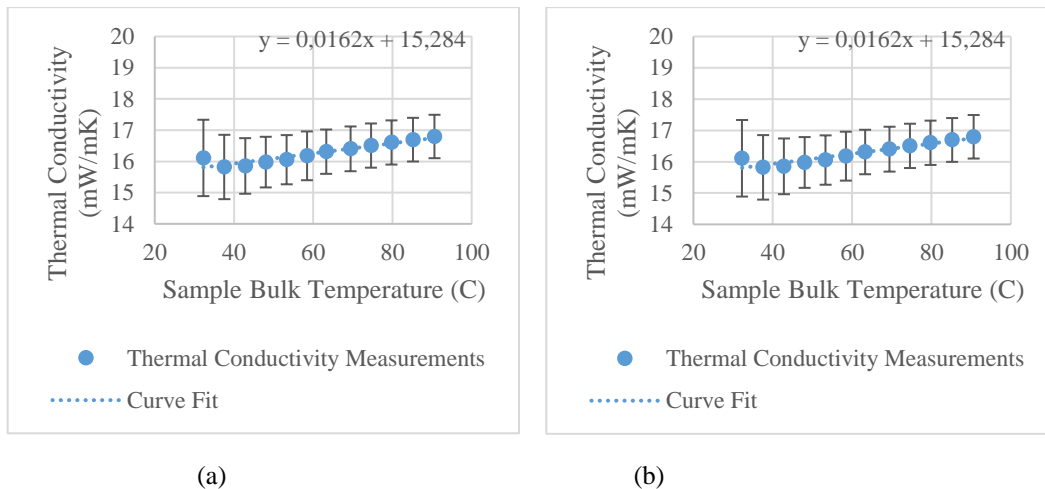 y = 0,0162x + 15,284
20
19
18
17
16
15
14
Thermal Conductivity
(mW/mK)
20 40 60 80 100
Sample Bulk Temperature (C)
Thermal Conductivity Measurements
Curve Fit
(a)
y = 0,0162x + 15,284
20
19
18
17
16
15
14
Thermal Conductivity
(mW/mK)
20 40 60 80 100
Sample Bulk Temperature (C)
Thermal Conductivity Measurements
Curve Fit
(b)